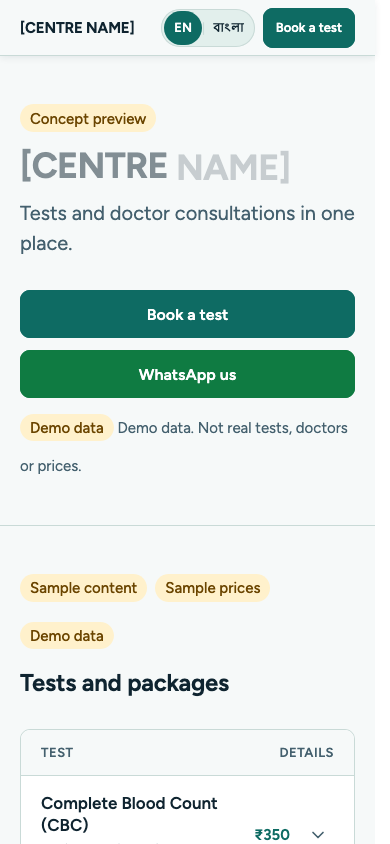 [CENTRE NAME]
EN
বাংলা
Book a test
Concept preview
[CENTRE NAME]
Tests and doctor consultations in one
place.
Book a test
WhatsApp us
Demo data Demo data. Not real tests, doctors
or prices.
Sample content Sample prices
Demo data
Tests and packages
TEST DETAILS
Complete Blood Count
(CBC)
₹350